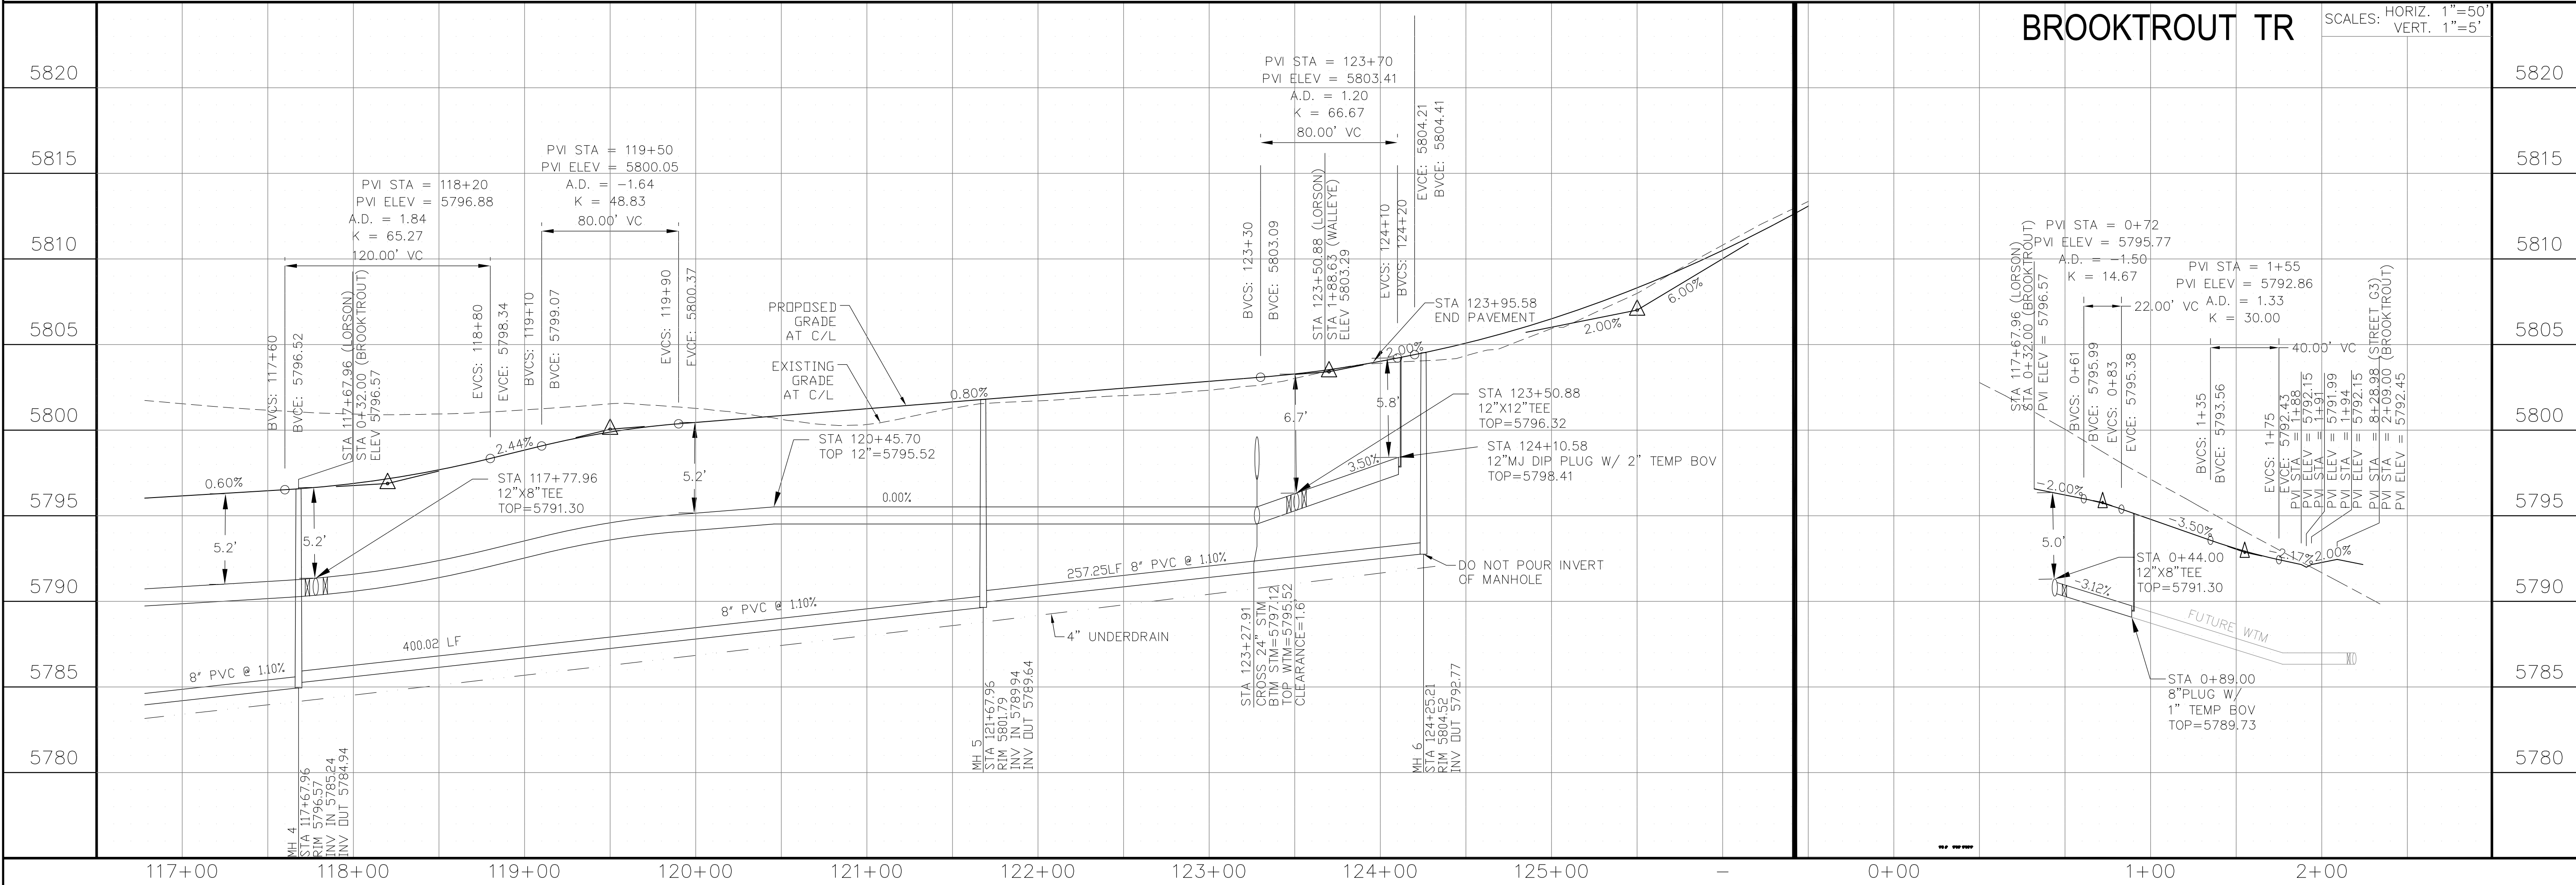 BROOKTROUT TR
SCALES:
HORIZ. 1"=50'
VERT. 1"=5'
5820
5815
5810
5805
5800
5795
5790
5785
5780
PVI STA = 118+20
PVI ELEV = 5796.88
A.D. = 1.84
K = 65.27
120.00' VC
BVCS: 117+60
BVCE: 5796.52
STA 117+67.96 (LORSON)
STA 0+32.00 (BROOKTROUT)
ELEV 5796.57
EVCS: 118+80
EVCE: 5798.34
PVI STA = 119+50
PVI ELEV = 5800.05
A.D. = -1.64
K = 48.83
80.00' VC
BVCS: 119+10
BVCE: 5799.07
EVCS: 119+90
EVCE: 5800.37
PROPOSED
GRADE
AT C/L
EXISTING
GRADE
AT C/L
0.60%
2.44%
0.80%
5.2'
5.2'
5.2'
STA 117+77.96
12"X8"TEE
TOP=5791.30
STA 120+45.70
TOP 12"=5795.52
0.00%
8" PVC @ 1.10%
400.02 LF
8" PVC @ 1.10%
257.25LF 8" PVC @ 1.10%
4" UNDERDRAIN
MH 4
STA 117+67.96
RIM 5796.57
INV IN 5785.24
INV OUT 5784.94
MH 5
STA 121+67.96
RIM 5801.79
INV IN 5789.94
INV OUT 5789.64
PVI STA = 123+70
PVI ELEV = 5803.41
A.D. = 1.20
K = 66.67
80.00' VC
BVCS: 123+30
BVCE: 5803.09
STA 123+50.88 (LORSON)
STA 1+88.63 (WALLEYE)
ELEV 5803.29
EVCS: 124+10
BVCS: 124+20
EVCE: 5804.21
BVCE: 5804.41
STA 123+95.58
END PAVEMENT
2.00%
2.00%
6.00%
6.7'
5.8'
3.50%
STA 123+50.88
12"X12"TEE
TOP=5796.32
STA 124+10.58
12"MJ DIP PLUG W/ 2" TEMP BOV
TOP=5798.41
DO NOT POUR INVERT
OF MANHOLE
STA 123+27.91
CROSS 24" STM
BTM STM=5797.12
TOP WTM=5795.52
CLEARANCE=1.6'
MH 6
STA 124+25.21
RIM 5804.52
INV OUT 5792.77
STA 117+67.96 (LORSON)
STA 0+32.00 (BROOKTROUT)
PVI ELEV = 5796.57
PVI STA = 0+72
PVI ELEV = 5795.77
A.D. = -1.50
K = 14.67
22.00' VC
BVCS: 0+61
BVCE: 5795.99
EVCS: 0+83
EVCE: 5795.38
PVI STA = 1+55
PVI ELEV = 5792.86
A.D. = 1.33
K = 30.00
40.00' VC
BVCS: 1+35
BVCE: 5793.56
EVCS: 1+75
EVCE: 5792.43
PVI STA = 1+88
PVI ELEV = 5792.15
PVI STA = 1+91
PVI ELEV = 5791.99
PVI STA = 1+94
PVI ELEV = 5792.15
PVI STA = 8+28.98 (STREET G3)
PVI STA = 2+09.00 (BROOKTROUT)
PVI ELEV = 5792.45
-2.00%
-3.50%
-2.17%
2.00%
5.0'
STA 0+44.00
12"X8"TEE
TOP=5791.30
-3.12%
FUTURE WTM
STA 0+89.00
8"PLUG W/
1" TEMP BOV
TOP=5789.73
5820
5815
5810
5805
5800
5795
5790
5785
5780
117+00
118+00
119+00
120+00
121+00
122+00
123+00
124+00
125+00
-
0+00
1+00
2+00